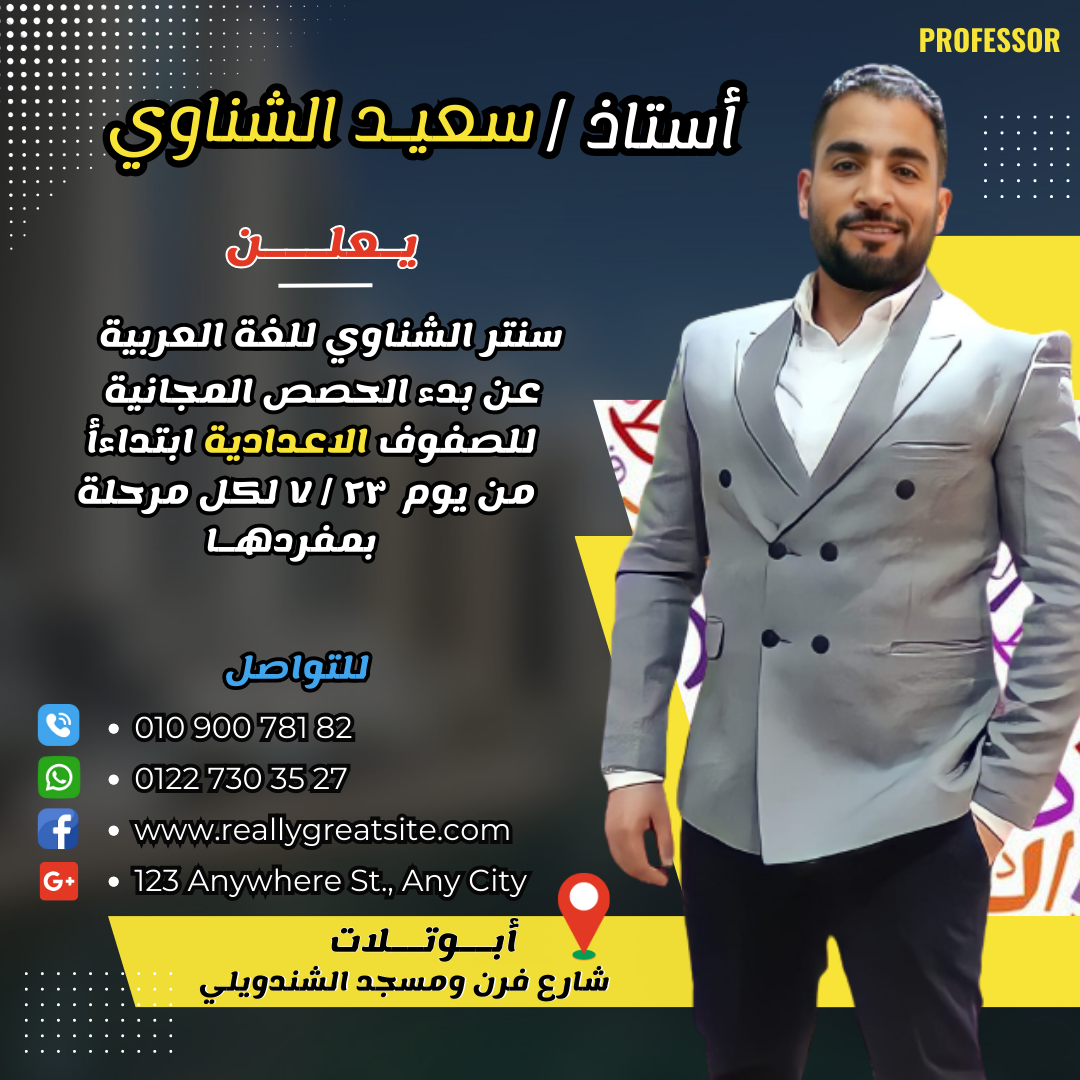 PROFESSOR
أستاذ / سعيد الشناوي
يعلن
سنتر الشناوي للغة العربية
عن بدء الحصص المجانية
للصفوف الاعدادية ابتداءأ
من يوم ٢٣ / ٧ لكل مرحلة
بمفردها
للتواصل
010 900 781 82
0122 730 35 27
www.reallygreatsite.com
G+
123 Anywhere St., Any City
أبوتلات
شارع فرن ومسجد الشندويلي